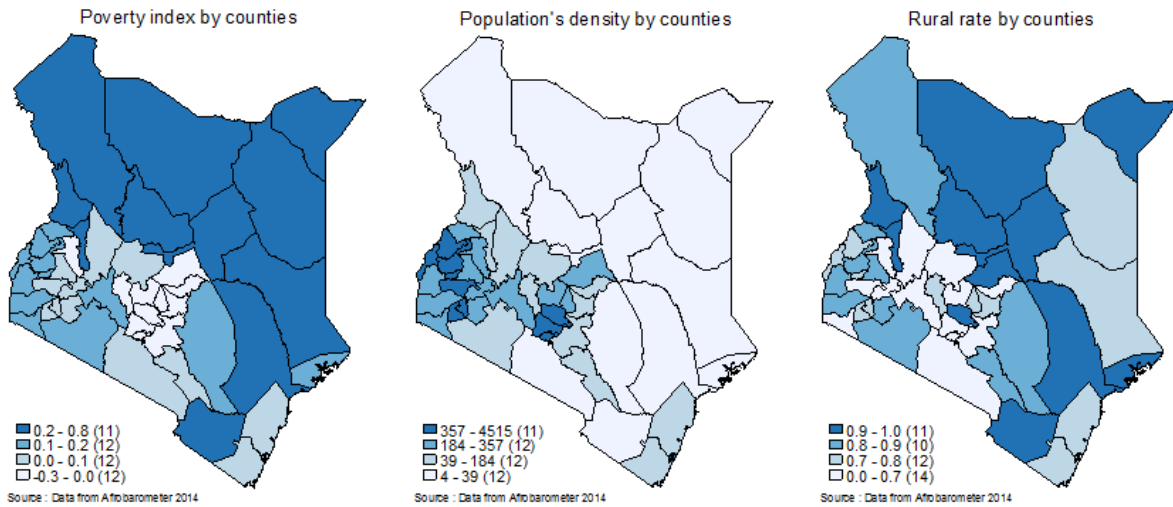 Poverty index by counties
0.2 - 0.8 (11)
0.1 - 0.2 (12)
0.0 - 0.1 (12)
-0.3 - 0.0 (12)
Source : Data from Afrobarometer 2014
Population's density by counties
357 - 4515 (11)
184 - 357 (12)
39 - 184 (12)
4 - 39 (12)
Source : Data from Afrobarometer 2014
Rural rate by counties
0.9 - 1.0 (11)
0.8 - 0.9 (10)
0.7 - 0.8 (12)
0.0 - 0.7 (14)
Source : Data from Afrobarometer 2014